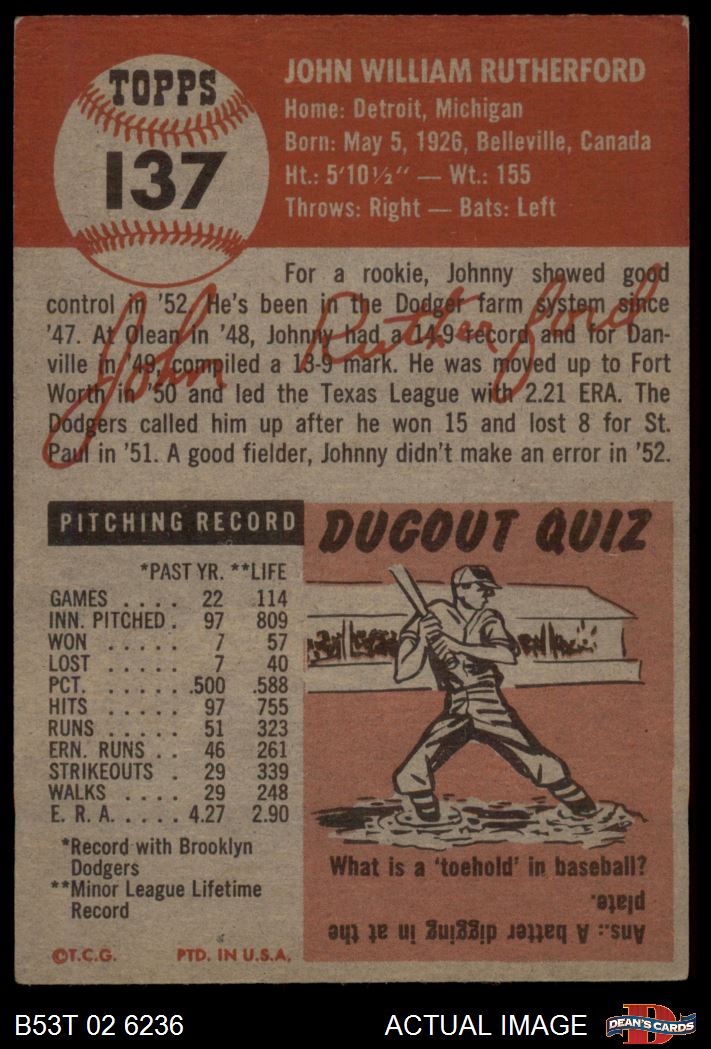 TOPPS
137
JOHN WILLIAM RUTHERFORD
Home: Detroit, Michigan
Born: May 5, 1926, Belleville, Canada
Ht.: 5'10½" — Wt.: 155
Throws: Right — Bats: Left
For a rookie, Johnny showed good
control in '52. He's been in the Dodger farm system since
'47. At Olean in '48, Johnny had a 14-9 record and for Dan-
ville in '49, compiled a 13-9 mark. He was moved up to Fort
Worth in '50 and led the Texas League with 2.21 ERA. The
Dodgers called him up after he won 15 and lost 8 for St.
Paul in '51. A good fielder, Johnny didn't make an error in '52.
John Rutherford
PITCHING RECORD
*PAST YR. **LIFE
GAMES . . . . 22 114
INN. PITCHED . 97 809
WON . . . . . 7 57
LOST . . . . . 7 40
PCT. . . . . . .500 .588
HITS . . . . . 97 755
RUNS . . . . . 51 323
ERN. RUNS . . 46 261
STRIKEOUTS . 29 339
WALKS . . . . 29 248
E. R. A. . . . . 4.27 2.90
*Record with Brooklyn
Dodgers
**Minor League Lifetime
Record
©T.C.G. PTD. IN U.S.A.
DUGOUT QUIZ
What is a 'toehold' in baseball?
Ans.: A batter digging in at the
plate.
B53T 02 6236 ACTUAL IMAGE
D
DEAN'S CARDS